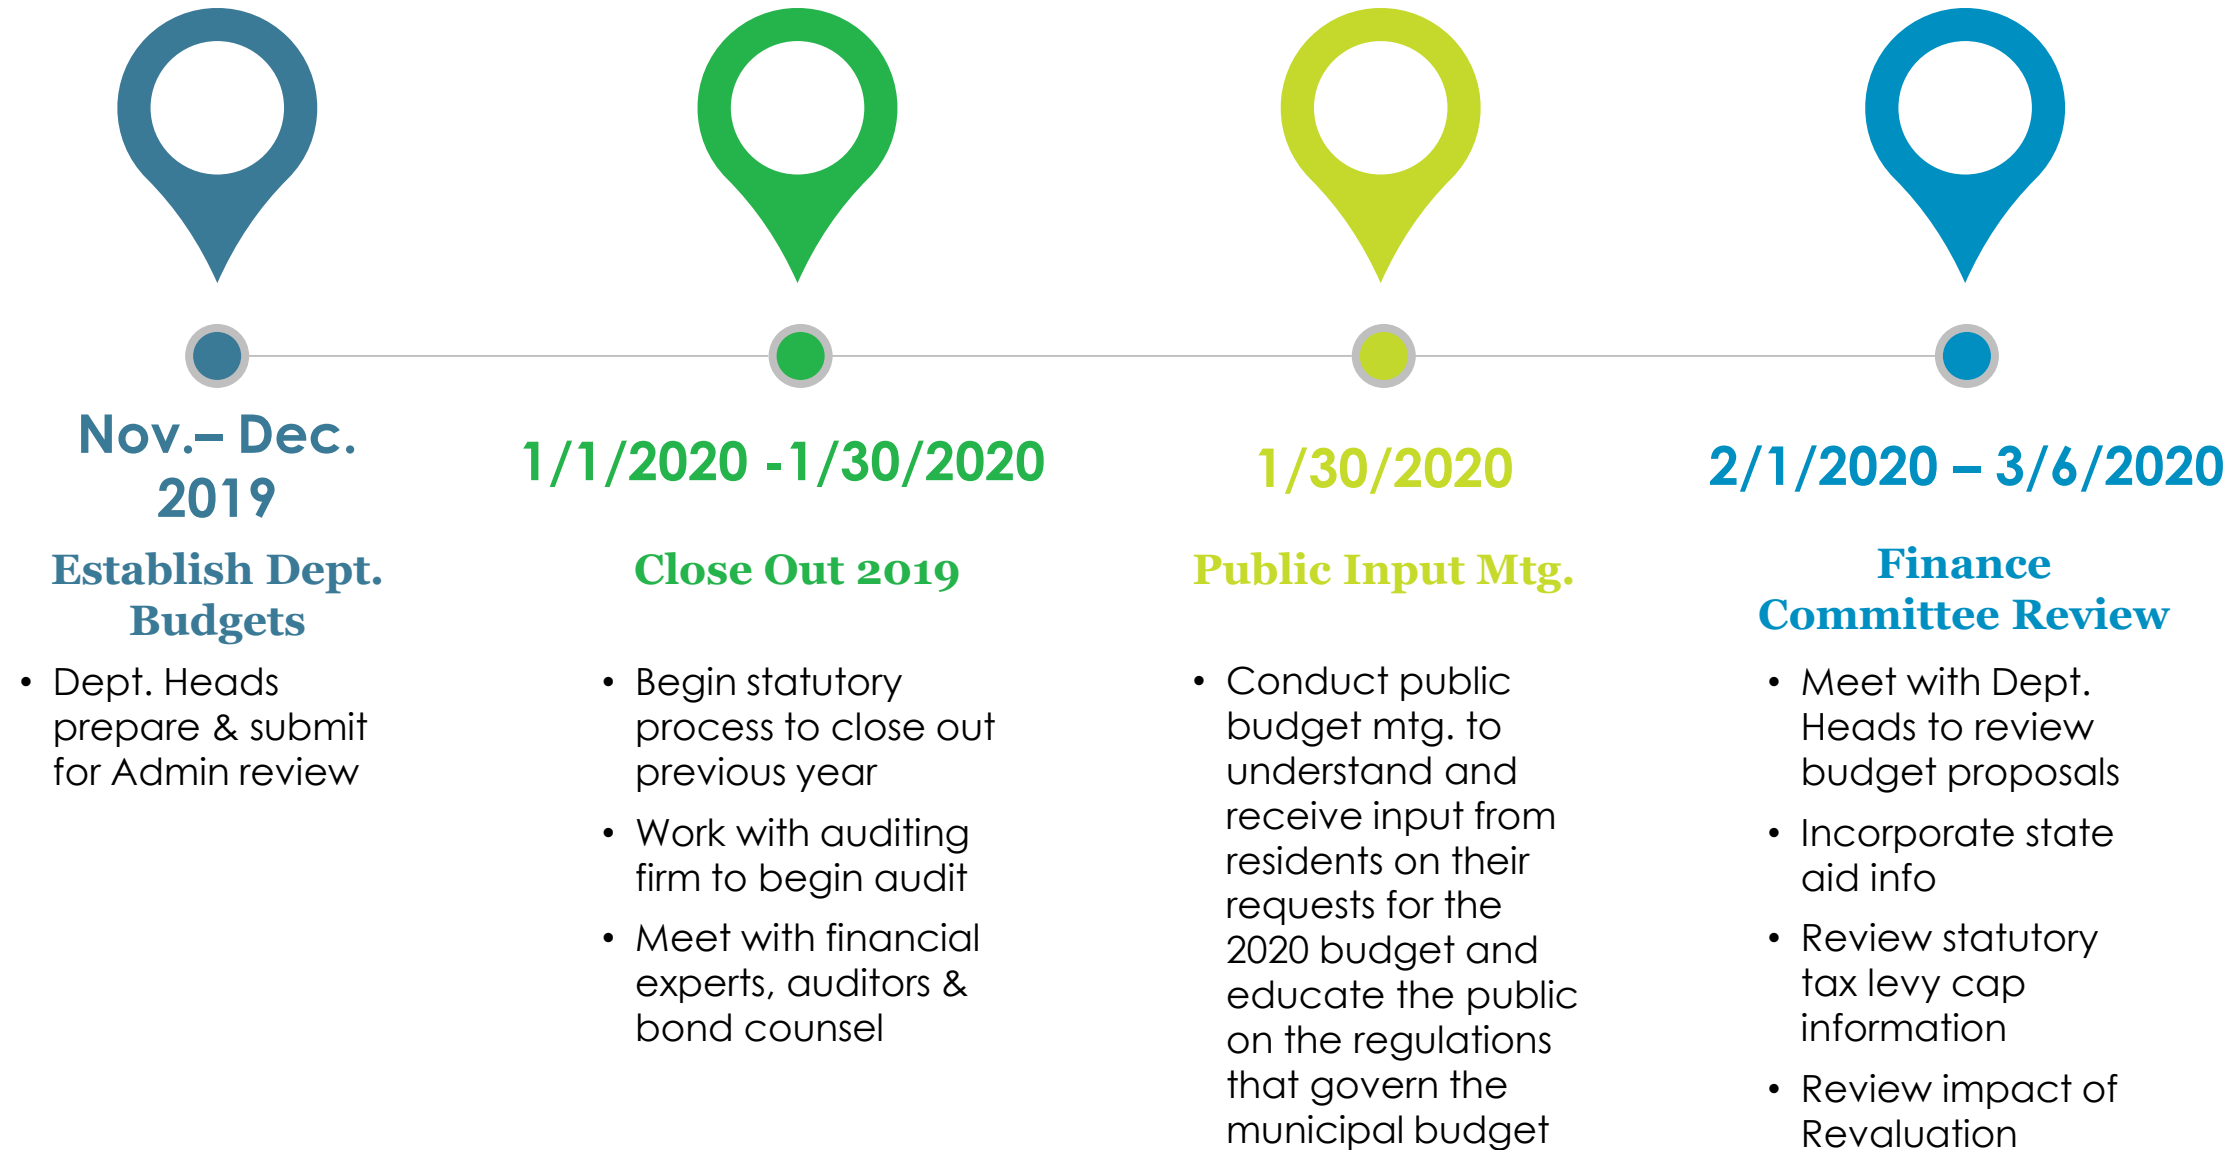 Nov.– Dec.
2019
Establish Dept.
Budgets
• Dept. Heads
prepare & submit
for Admin review
1/1/2020 -1/30/2020
Close Out 2019
• Begin statutory
process to close out
previous year
• Work with auditing
firm to begin audit
• Meet with financial
experts, auditors &
bond counsel
1/30/2020
Public Input Mtg.
• Conduct public
budget mtg. to
understand and
receive input from
residents on their
requests for the
2020 budget and
educate the public
on the regulations
that govern the
municipal budget
2/1/2020 – 3/6/2020
Finance
Committee Review
• Meet with Dept.
Heads to review
budget proposals
• Incorporate state
aid info
• Review statutory
tax levy cap
information
• Review impact of
Revaluation